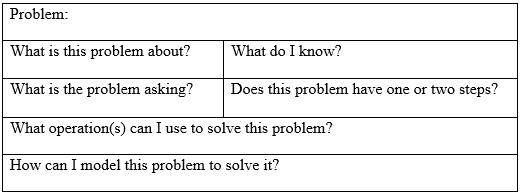 Problem:
What is this problem about?
What do I know?
What is the problem asking?
Does this problem have one or two steps?
What operation(s) can I use to solve this problem?
How can I model this problem to solve it?